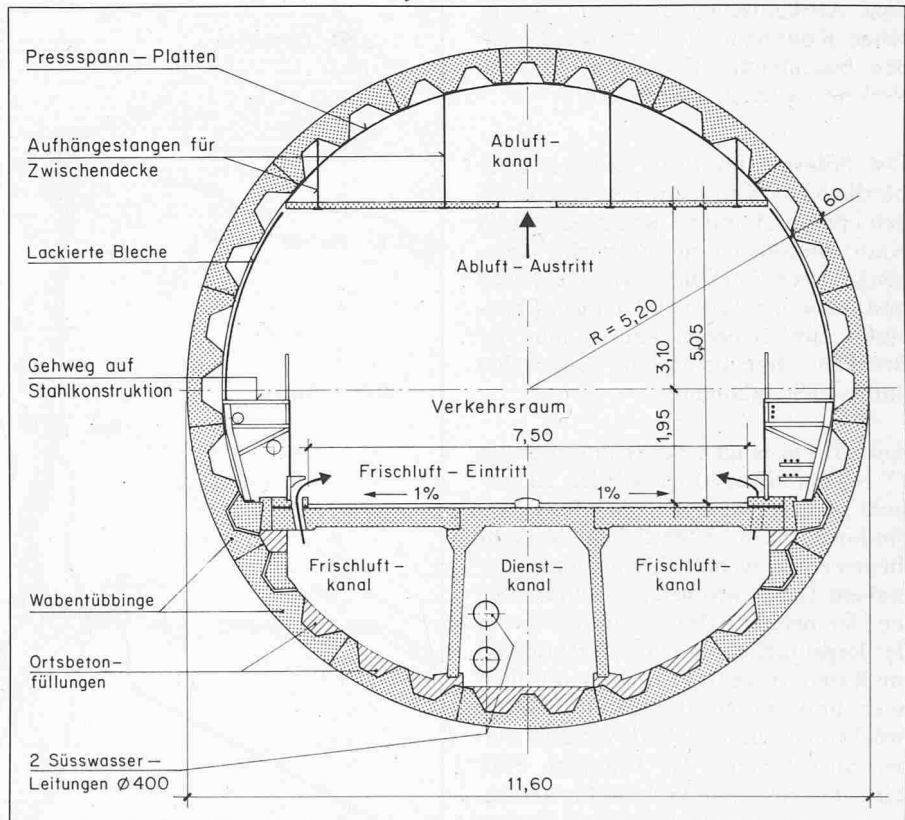 Pressspann – Platten
Aufhängestangen für
Zwischendecke
Lackierte Bleche
Gehweg auf
Stahlkonstruktion
Wabentübbinge
Ortsbeton-
füllungen
2 Süsswasser –
Leitungen Ø 400
Abluft-
kanal
Abluft – Austritt
60
R = 5,20
3,10
5,05
1,95
Verkehrsraum
7,50
Frischluft – Eintritt
1%
1%
Frischluft-
kanal
Dienst-
kanal
Frischluft-
kanal
11,60